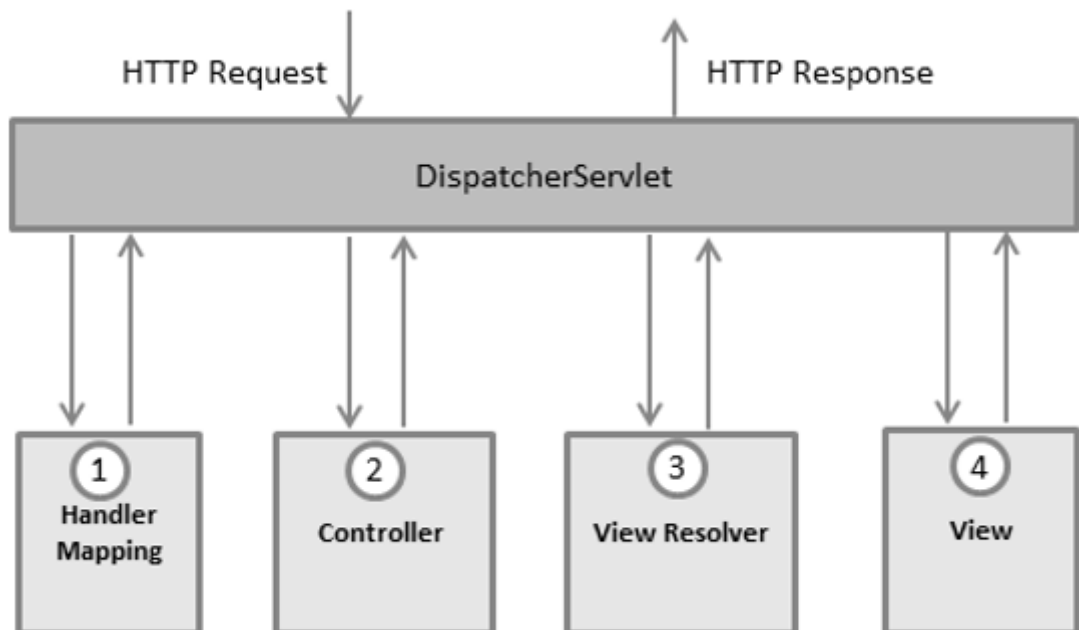 HTTP Request
HTTP Response
DispatcherServlet
1
Handler
Mapping
2
Controller
3
View Resolver
4
View